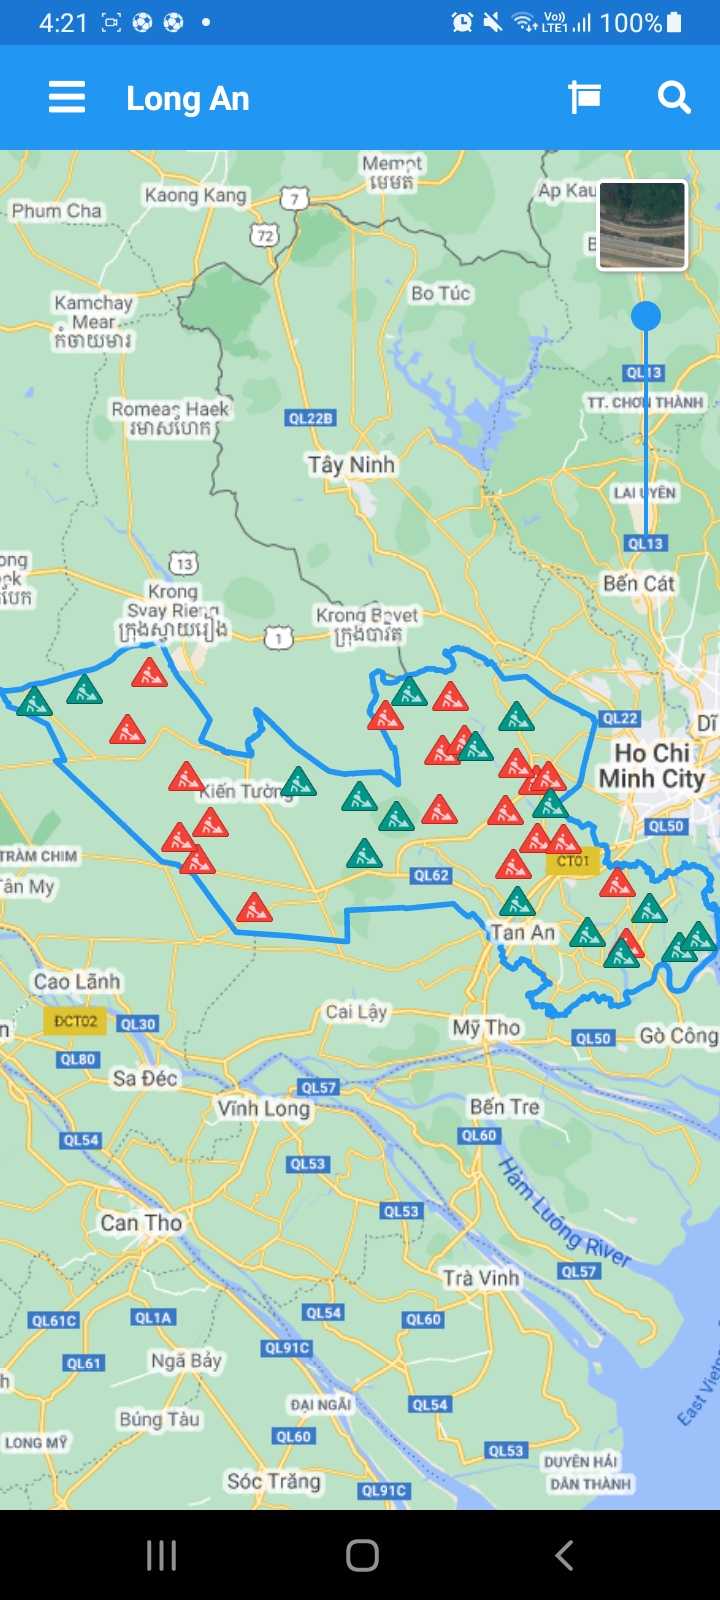 4:21
Vo))
LTE1
100%
Long An
Memot
មេមត់
Kaong Kang
7
Ap Kau
Phum Cha
72
B
Bo Túc
Kamchay
Mear
កំចាយមារ
QL13
TT. CHƠN THÀNH
Romeas Haek
រមាសហែក
QL22B
Tây Ninh
LAI UYÊN
QL13
13
Bến Cát
Krong
Svay Rieng
ក្រុងស្វាយរៀង
Krong Bavet
ក្រុងបាវិត
1
QL22
Dĩ
Ho Chi
Minh City
Kiến Tường
QL50
TRÀM CHIM
CT01
QL62
Tân My
Tan An
Cao Lãnh
Cai Lậy
ĐCT02
QL30
Mỹ Tho
QL50
Gò Công
QL80
Sa Đéc
QL57
Vĩnh Long
Bến Tre
QL54
QL60
QL53
Hàm Luông River
Can Tho
QL53
Trà Vinh
QL57
QL61C
QL1A
QL54
QL60
QL61
Ngã Bảy
QL91C
ĐẠI NGÃI
QL54
Búng Tàu
QL60
LONG MỸ
QL53
DUYÊN HẢI
DÂN THÀNH
Sóc Trăng
QL91C